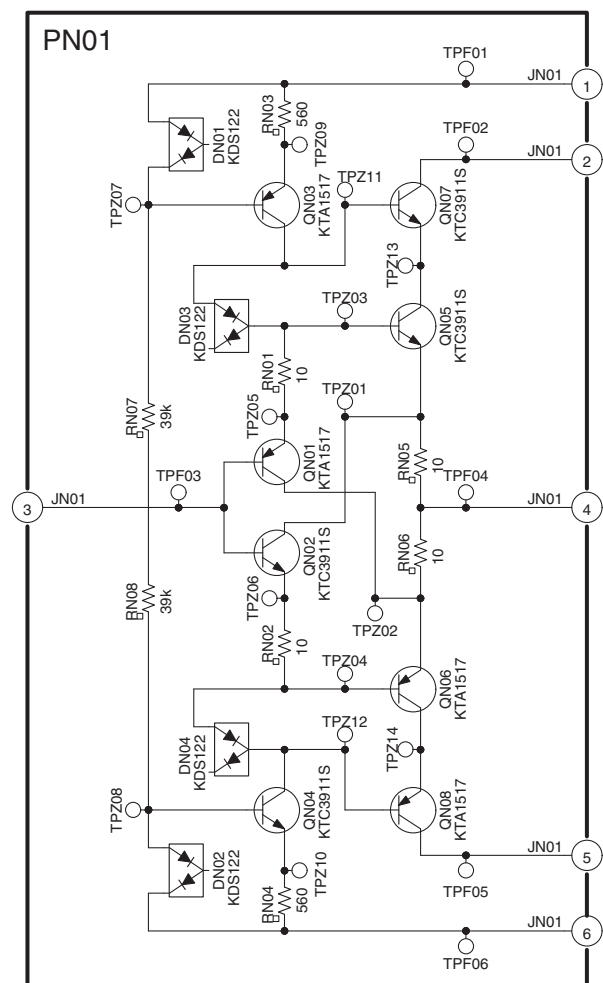 PN01
TPF01
JN01
1
DN01
KDS122
RN03
560
TPZ09
TPF02
JN01
2
TPZ07
QN03
KTA1517
TPZ11
QN07
KTC3911S
TPZ13
DN03
KDS122
TPZ03
QN05
KTC3911S
RN01
10
TPZ01
TPZ05
RN07
39k
QN01
KTA1517
RN05
10
TPF03
TPF04
3
JN01
JN01
4
QN02
KTC3911S
RN06
10
TPZ06
RN08
39k
TPZ02
RN02
10
TPZ04
QN06
KTA1517
DN04
KDS122
TPZ12
TPZ14
TPZ08
QN04
KTC3911S
QN08
KTA1517
DN02
KDS122
JN01
5
TPZ10
TPF05
RN04
560
JN01
6
TPF06